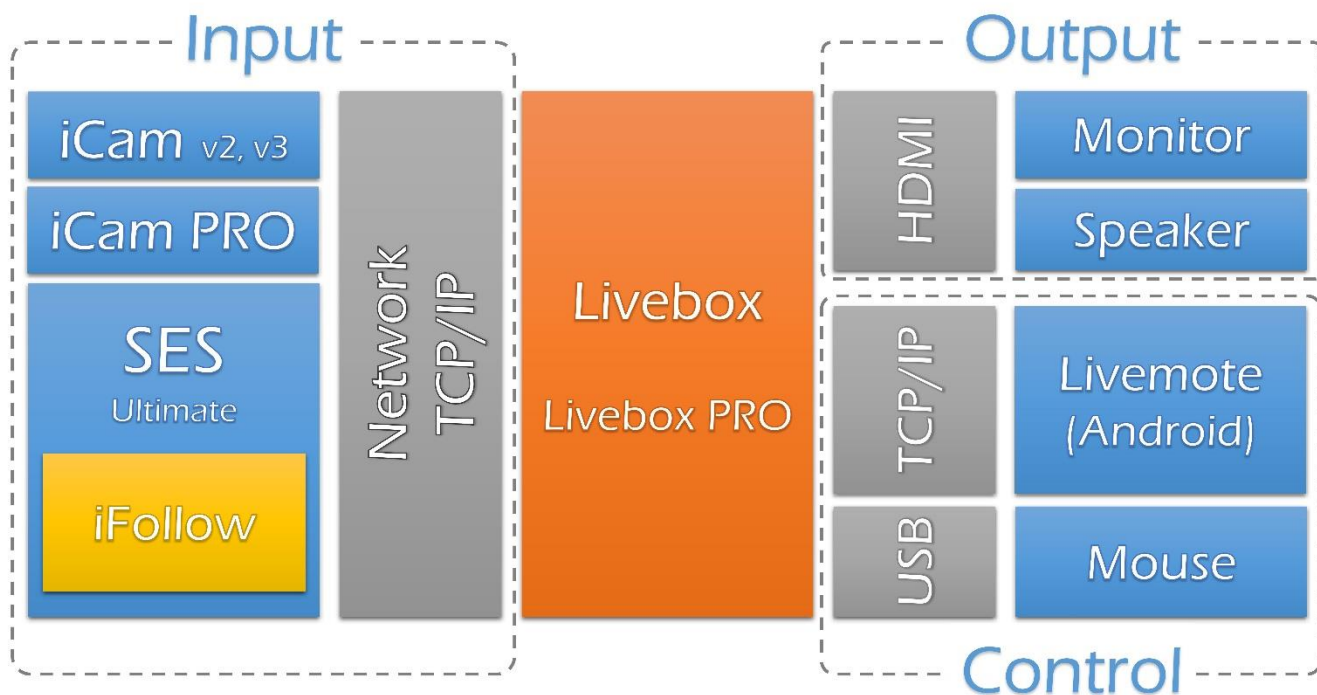 Input
iCam v2, v3
iCam PRO
SES
Ultimate
iFollow
Network
TCP/IP
Livebox
Livebox PRO
Output
HDMI
Monitor
Speaker
TCP/IP
Livemote
(Android)
USB
Mouse
Control